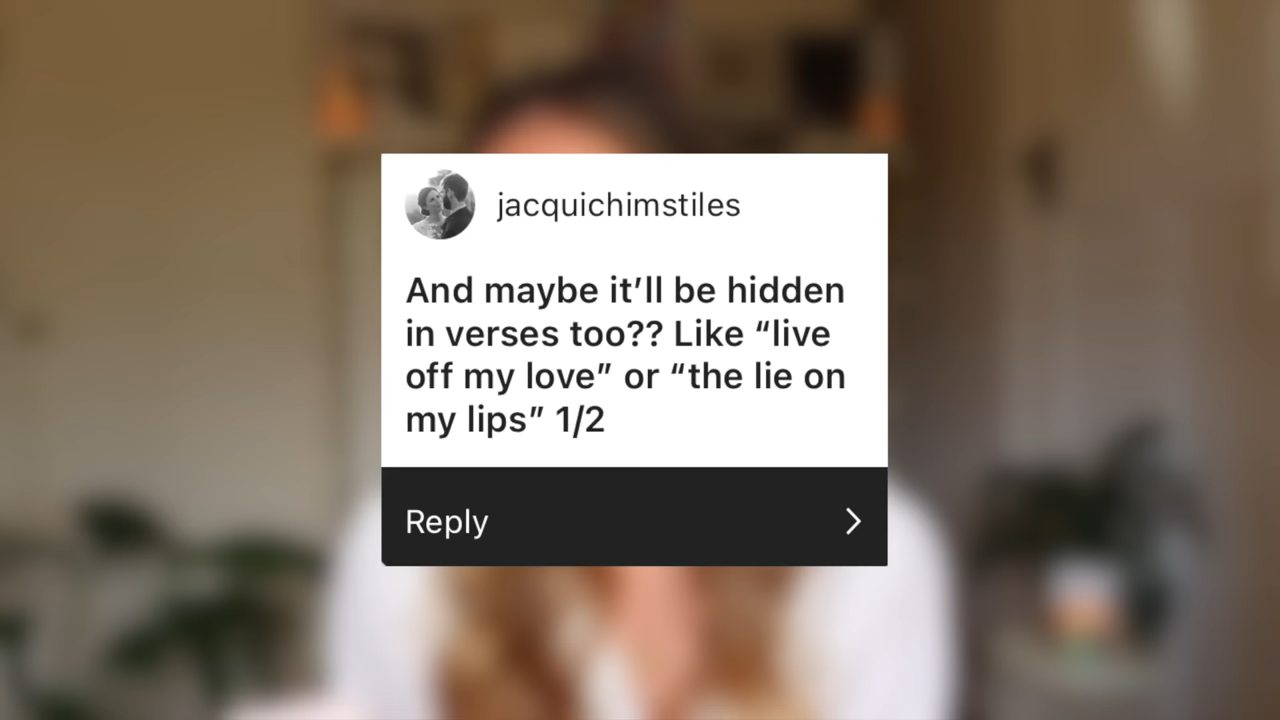 jacquichimstiles
And maybe it’ll be hidden
in verses too?? Like “live
off my love” or “the lie on
my lips” 1/2
Reply